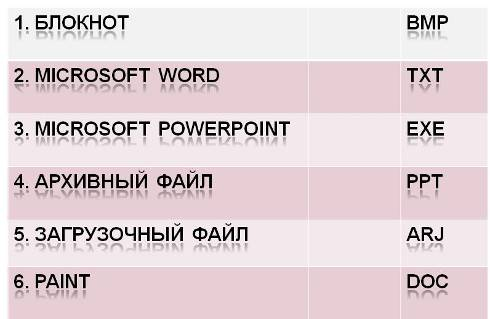 1. БЛОКНОТ BMP
2. MICROSOFT WORD TXT
3. MICROSOFT POWERPOINT EXE
4. АРХИВНЫЙ ФАЙЛ PPT
5. ЗАГРУЗОЧНЫЙ ФАЙЛ ARJ
6. PAINT DOC